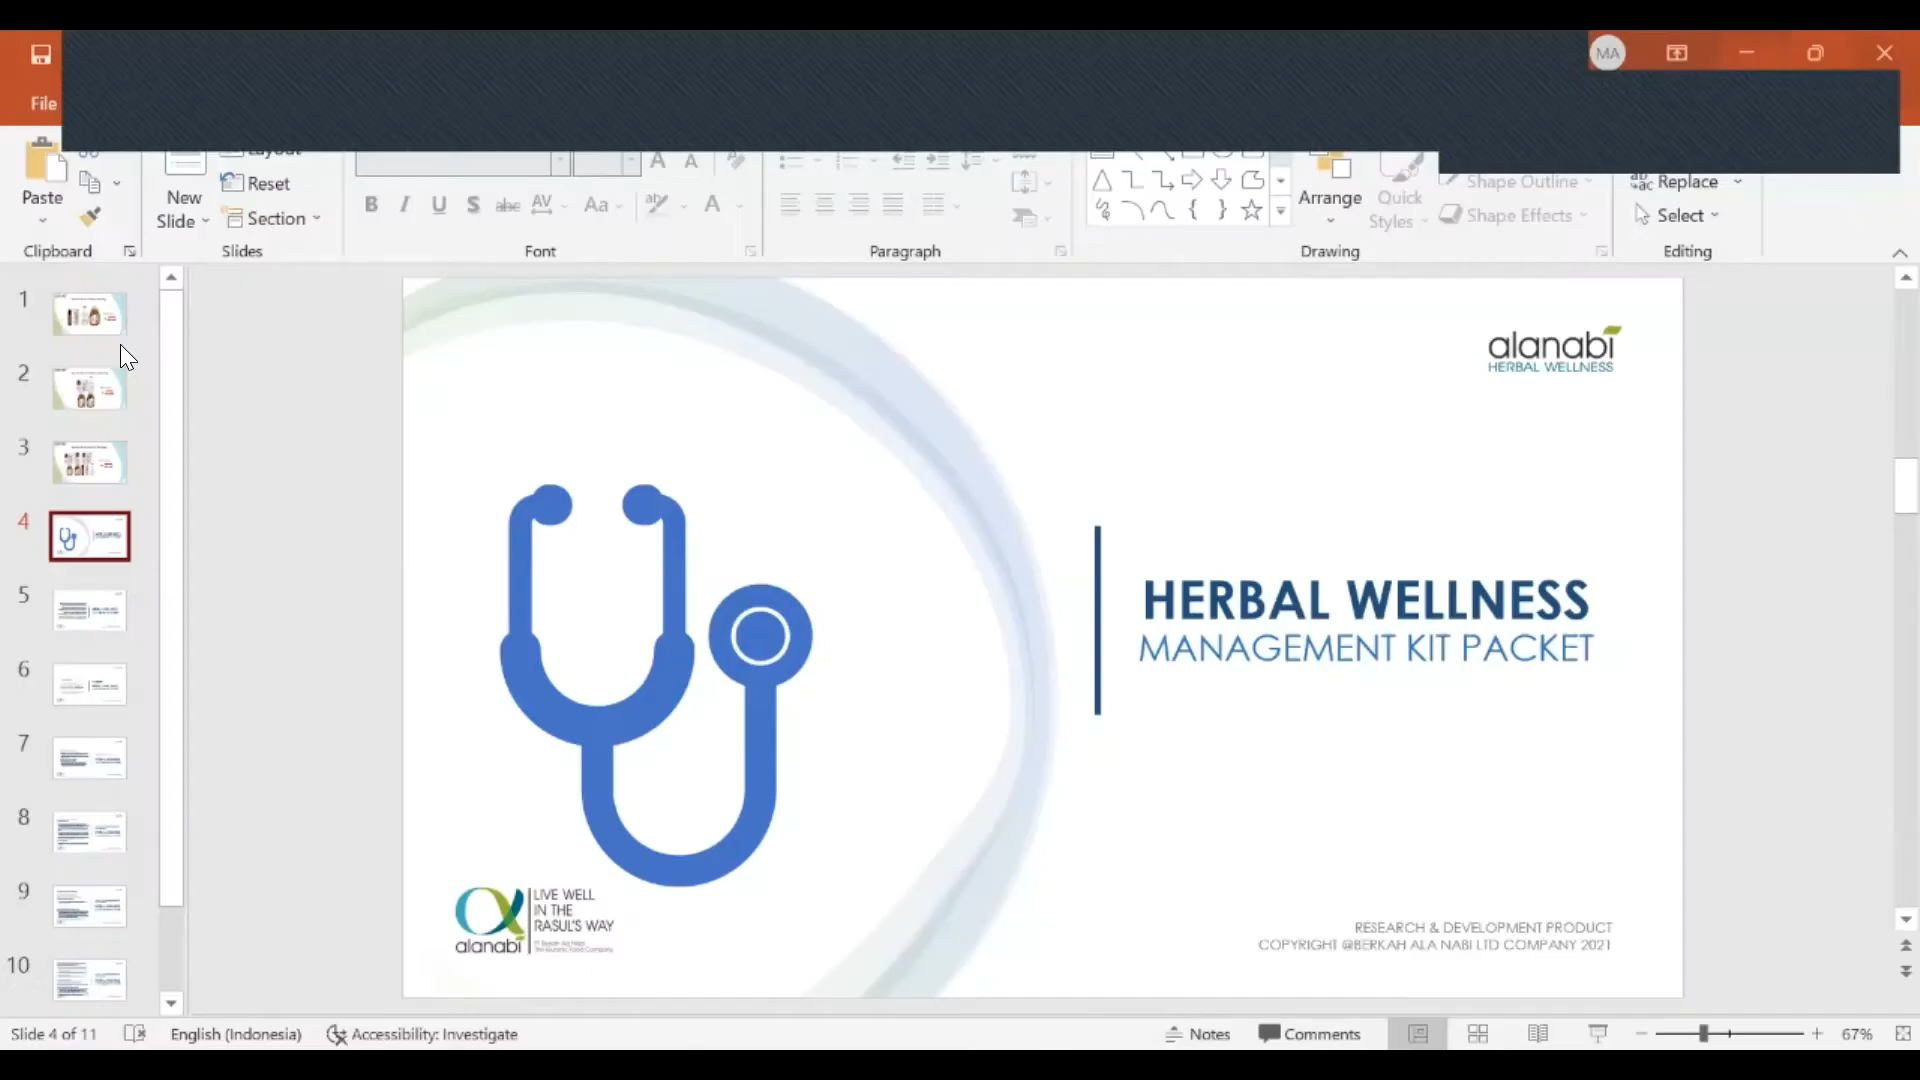 MA
File
Paste
New
Slide
Layout
Reset
Section
B I U S abc AV Aa A
A A
Arrange
Quick
Styles
Shape Outline
Shape Effects
Replace
Select
Clipboard
Slides
Font
Paragraph
Drawing
Editing
1
2
3
4
5
6
7
8
9
10
alanabi
HERBAL WELLNESS
HERBAL WELLNESS
MANAGEMENT KIT PACKET
alanabi
LIVE WELL
IN THE
RASUL'S WAY
RESEARCH & DEVELOPMENT PRODUCT
COPYRIGHT @BERKAH ALA NABI LTD COMPANY 2021
Slide 4 of 11
English (Indonesia)
Accessibility: Investigate
Notes
Comments
67%